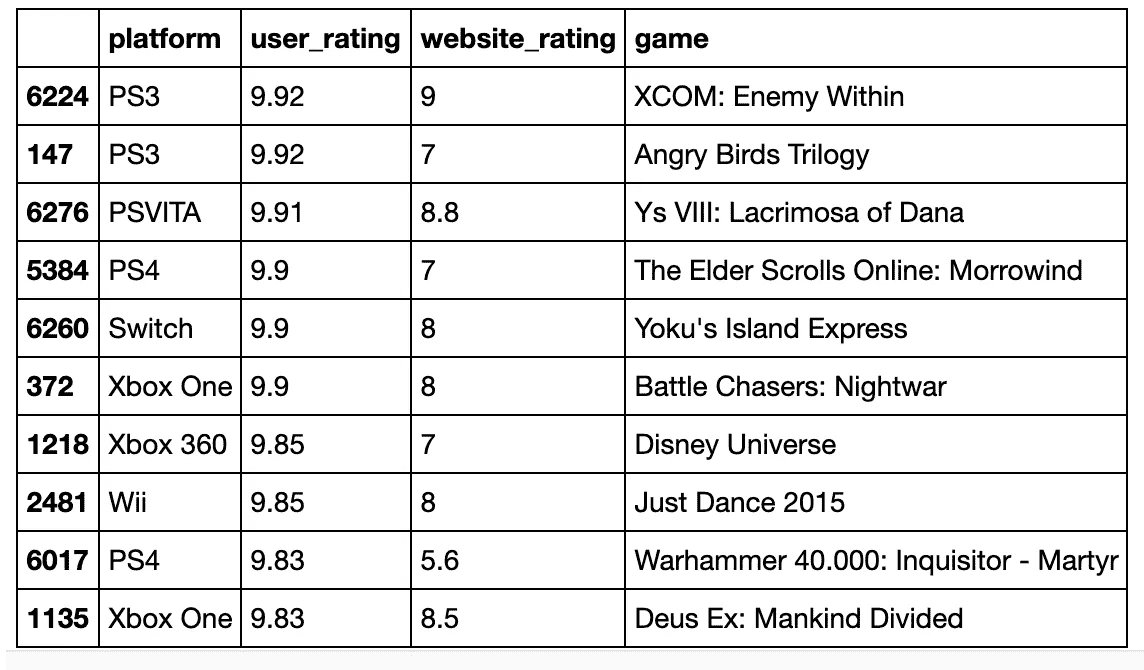 platform user_rating website_rating game
6224 PS3 9.92 9 XCOM: Enemy Within
147 PS3 9.92 7 Angry Birds Trilogy
6276 PSVITA 9.91 8.8 Ys VIII: Lacrimosa of Dana
5384 PS4 9.9 7 The Elder Scrolls Online: Morrowind
6260 Switch 9.9 8 Yoku's Island Express
372 Xbox One 9.9 8 Battle Chasers: Nightwar
1218 Xbox 360 9.85 7 Disney Universe
2481 Wii 9.85 8 Just Dance 2015
6017 PS4 9.83 5.6 Warhammer 40.000: Inquisitor - Martyr
1135 Xbox One 9.83 8.5 Deus Ex: Mankind Divided